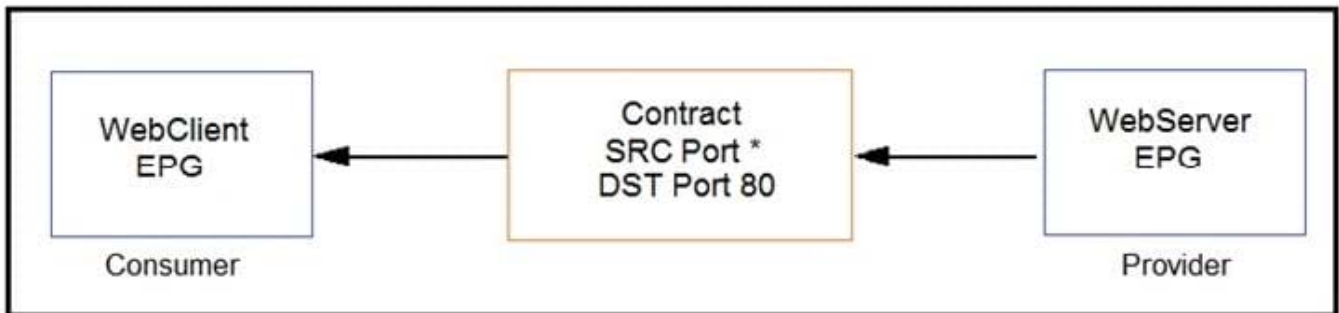 WebClient
EPG
Consumer
Contract
SRC Port *
DST Port 80
WebServer
EPG
Provider